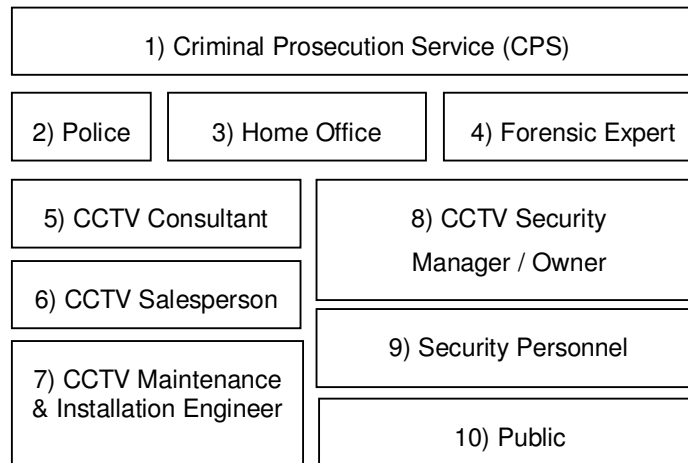 1) Criminal Prosecution Service (CPS)
2) Police
3) Home Office
4) Forensic Expert
5) CCTV Consultant
6) CCTV Salesperson
7) CCTV Maintenance
& Installation Engineer
8) CCTV Security
Manager / Owner
9) Security Personnel
10) Public